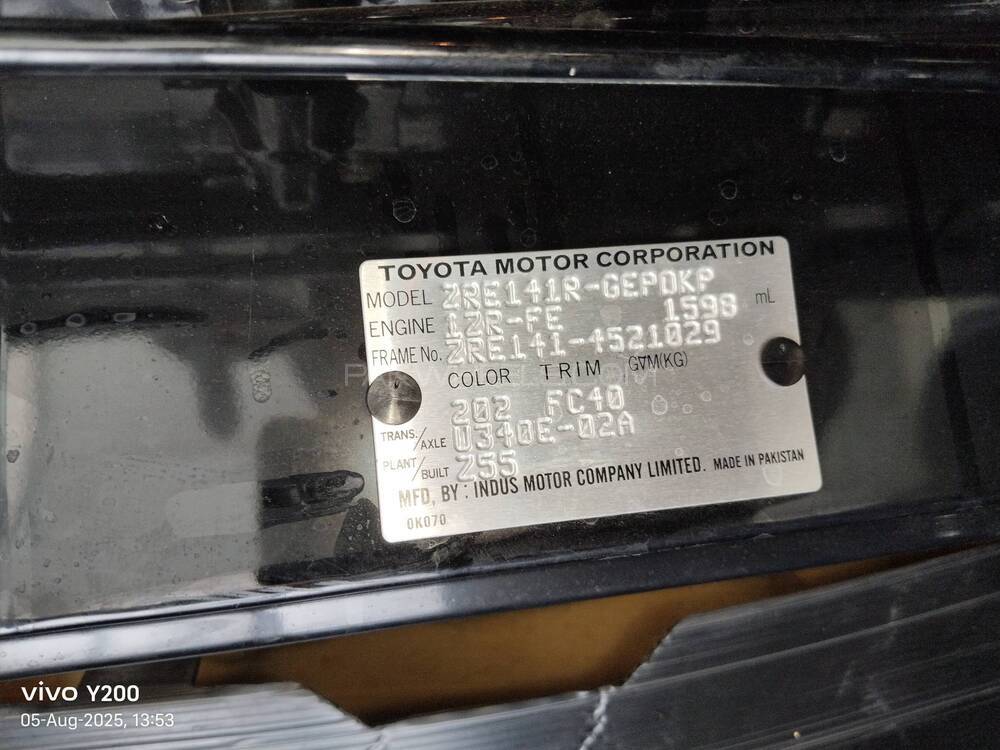 TOYOTA MOTOR CORPORATION
MODEL ZRE141R-GEPDKP
ENGINE 1ZR-FE 1598 mL
FRAME No. ZRE141-4521029
COLOR TRIM GVM(KG)
202 FC40
TRANS./AXLE U340E-02A
PLANT/BUILT Z55
MFD, BY : INDUS MOTOR COMPANY LIMITED. MADE IN PAKISTAN
0K070
vivo Y200
05-Aug-2025, 13:53